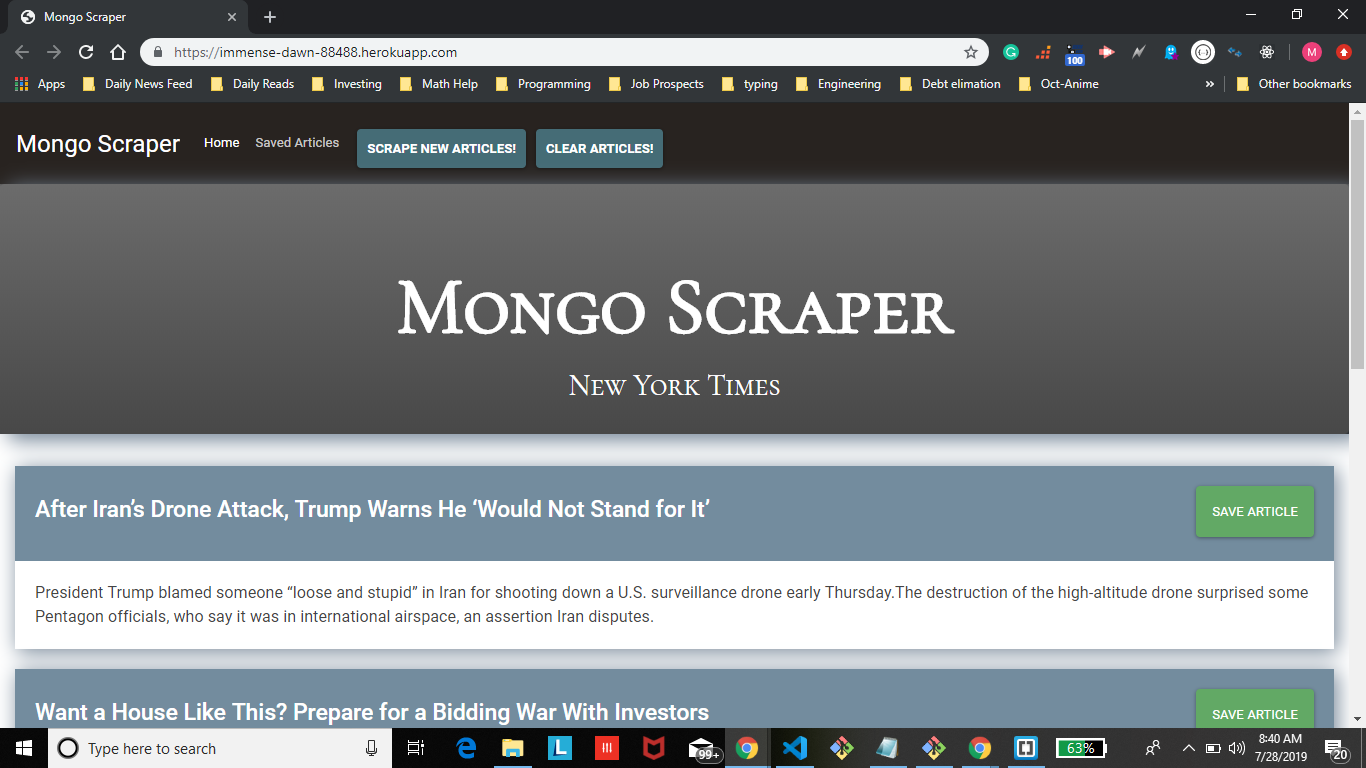 Mongo Scraper
https://immense-dawn-88488.herokuapp.com
100
M
Apps Daily News Feed Daily Reads Investing Math Help Programming Job Prospects typing Engineering Debt elimation Oct-Anime » Other bookmarks
Mongo Scraper Home Saved Articles SCRAPE NEW ARTICLES! CLEAR ARTICLES!
Mongo Scraper
New York Times
After Iran’s Drone Attack, Trump Warns He ‘Would Not Stand for It’
SAVE ARTICLE
President Trump blamed someone “loose and stupid” in Iran for shooting down a U.S. surveillance drone early Thursday.The destruction of the high-altitude drone surprised some
Pentagon officials, who say it was in international airspace, an assertion Iran disputes.
Want a House Like This? Prepare for a Bidding War With Investors
SAVE ARTICLE
Type here to search
L
99+
63%
8:40 AM
7/28/2019
20